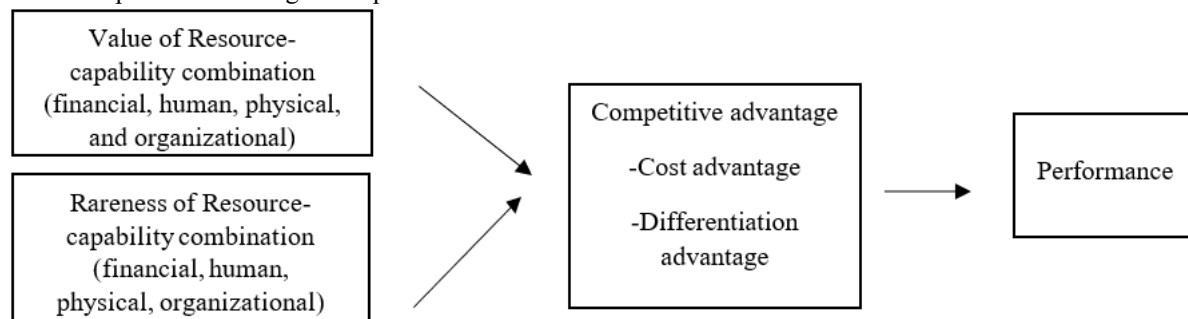 Value of Resource-
capability combination
(financial, human, physical,
and organizational)
Rareness of Resource-
capability combination
(financial, human,
physical, organizational)
Competitive advantage
-Cost advantage
-Differentiation
advantage
Performance